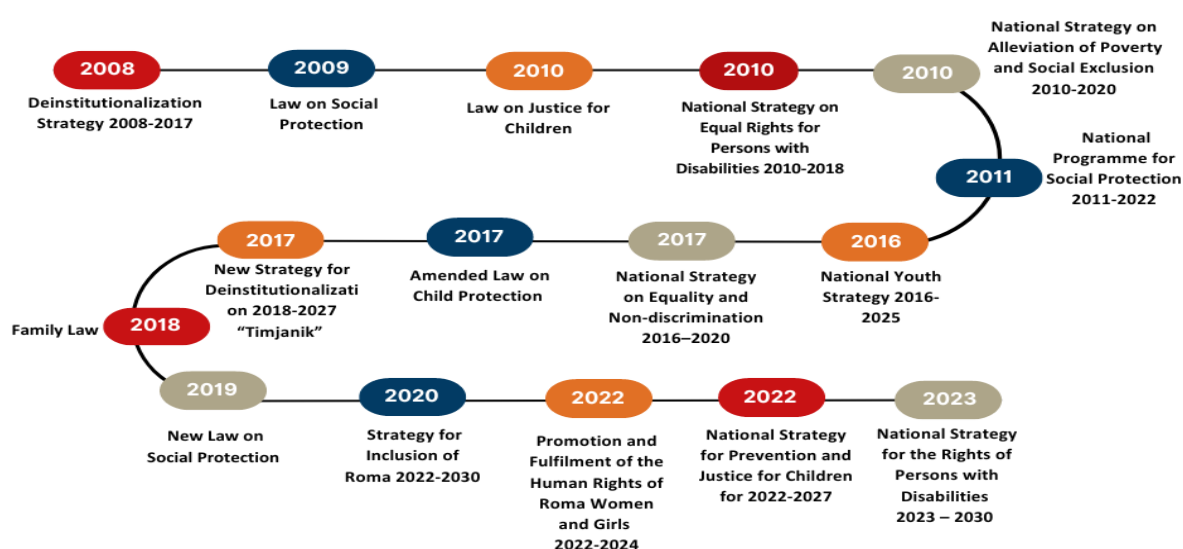 2008
Deinstitutionalization
Strategy 2008-2017
2009
Law on Social
Protection
2010
Law on Justice for
Children
2010
National Strategy on
Equal Rights for
Persons with
Disabilities 2010-2018
2010
National Strategy on
Alleviation of Poverty
and Social Exclusion
2010-2020
2011
National
Programme for
Social Protection
2011-2022
2016
National Youth
Strategy 2016-
2025
2017
National Strategy
on Equality and
Non-discrimination
2016–2020
2017
Amended Law on
Child Protection
2017
New Strategy for
Deinstitutionalizati
on 2018-2027
“Timjanik”
2018
Family Law
2019
New Law on
Social Protection
2020
Strategy for
Inclusion of
Roma 2022-2030
2022
Promotion and
Fulfilment of the
Human Rights of
Roma Women
and Girls
2022-2024
2022
National Strategy
for Prevention and
Justice for Children
for 2022-2027
2023
National Strategy
for the Rights of
Persons with
Disabilities
2023 – 2030